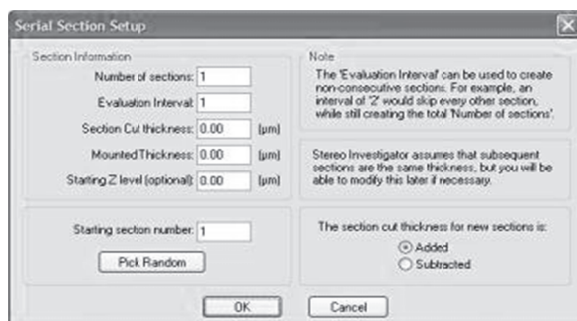 Serial Section Setup
Section Information
Number of sections: 1
Evaluation Interval: 1
Section Cut thickness: 0.00 (µm)
Mounted Thickness: 0.00 (µm)
Starting Z level (optional): 0.00 (µm)
Starting section number: 1
Pick Random
Note
The 'Evaluation Interval' can be used to create
non-consecutive sections. For example, an
interval of '2' would skip every other section,
while still creating the total 'Number of sections'.
Stereo Investigator assumes that subsequent
sections are the same thickness, but you will be
able to modify this later if necessary.
The section cut thickness for new sections is:
Added
Subtracted
OK
Cancel